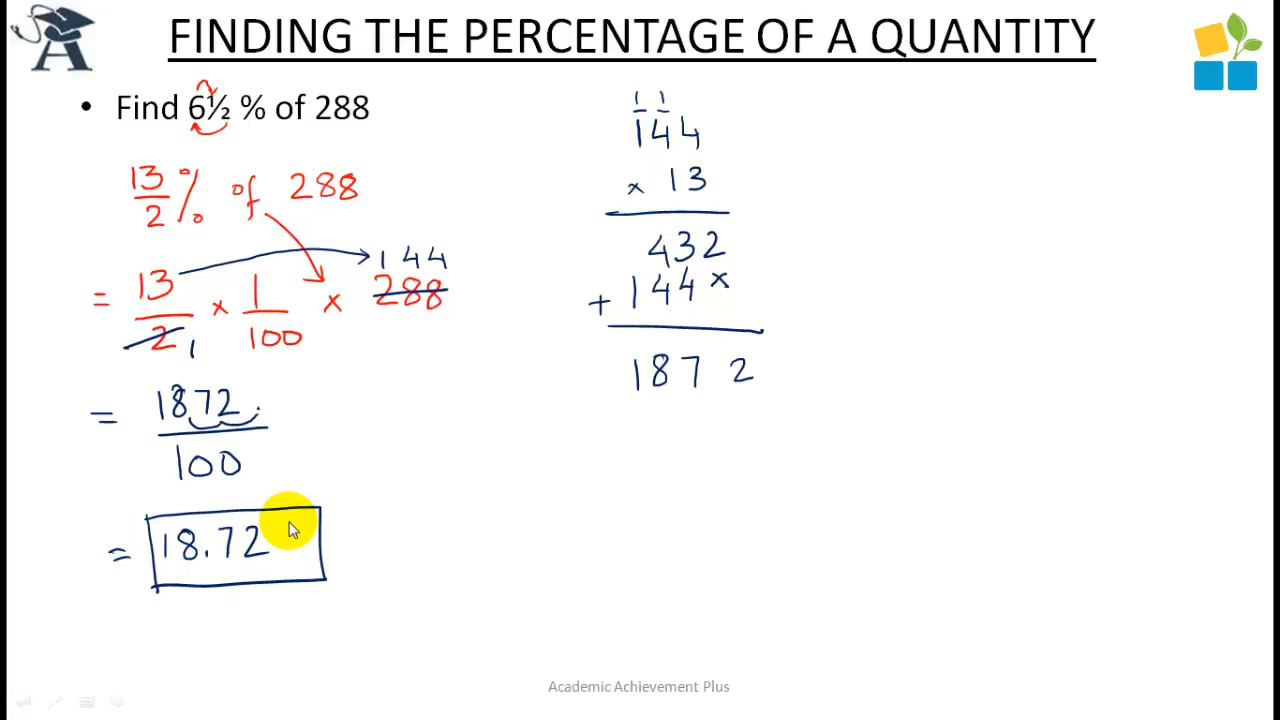 FINDING THE PERCENTAGE OF A QUANTITY
• Find 6½ % of 288
13/2 % of 288
= 13/2 × 1/100 × 288
1 144
= 1872/100
= 18.72
1 1
144
× 13
432
+ 144×
1872
Academic Achievement Plus